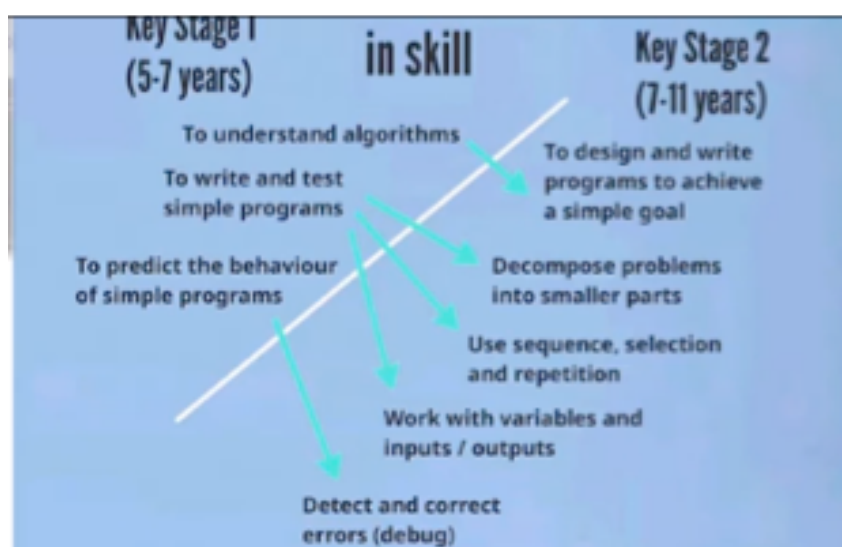 Key Stage 1
(5-7 years)
in skill
Key Stage 2
(7-11 years)
To understand algorithms
To write and test
simple programs
To predict the behaviour
of simple programs
To design and write
programs to achieve
a simple goal
Decompose problems
into smaller parts
Use sequence, selection
and repetition
Work with variables and
inputs / outputs
Detect and correct
errors (debug)